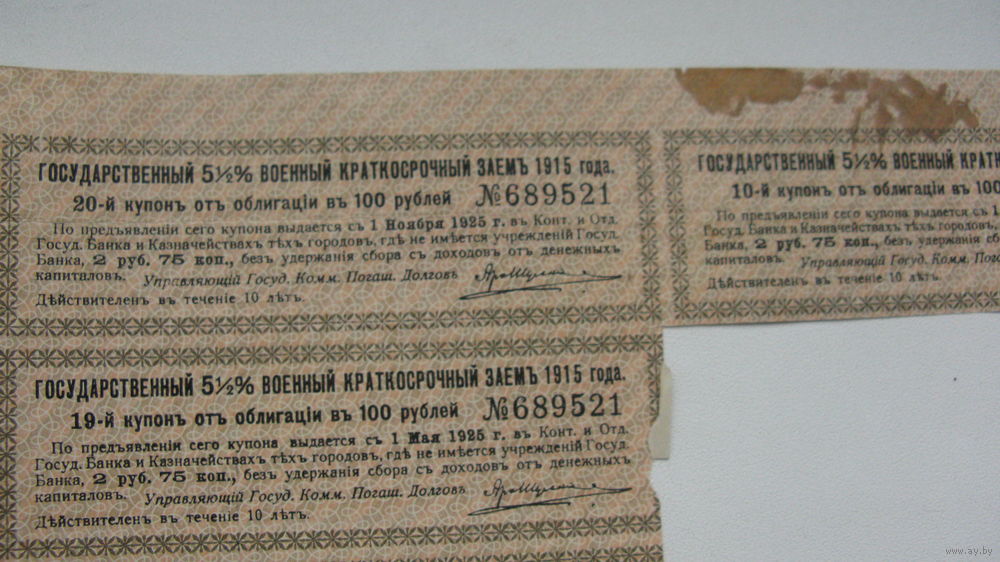 ГОСУДАРСТВЕННЫЙ 5½% ВОЕННЫЙ КРАТКОСРОЧНЫЙ ЗАЕМЪ 1915 года.
20-й купонъ отъ облигаціи въ 100 рублей №689521
По предъявленіи сего купона выдается съ 1 Ноября 1925 г. въ Конт. и Отд.
Госуд. Банка и Казначействахъ тѣхъ городовъ, гдѣ не имѣется учрежденій Госуд.
Банка, 2 руб. 75 коп., безъ удержанія сбора съ доходовъ отъ денежныхъ
капиталовъ. Управляющій Госуд. Комм. Погаш. Долговъ
Дѣйствителенъ въ теченіе 10 лѣтъ.
ГОСУДАРСТВЕННЫЙ 5½% ВОЕННЫЙ КРАТКОСРОЧНЫЙ ЗАЕМЪ 1915 года.
19-й купонъ отъ облигаціи въ 100 рублей №689521
По предъявленіи сего купона выдается съ 1 Мая 1925 г. въ Конт. и Отд.
Госуд. Банка и Казначействахъ тѣхъ городовъ, гдѣ не имѣется учрежденій Госуд.
Банка, 2 руб. 75 коп., безъ удержанія сбора съ доходовъ отъ денежныхъ
капиталовъ. Управляющій Госуд. Комм. Погаш. Долговъ
Дѣйствителенъ въ теченіе 10 лѣтъ.
ГОСУДАРСТВЕННЫЙ 5½% ВОЕННЫЙ
10-й купонъ отъ облигаціи въ 100
По предъявленіи сего купона выдается съ
Госуд. Банка и Казначействахъ тѣхъ городовъ,
Банка, 2 руб. 75 коп., безъ удержанія
капиталовъ. Управляющій Госуд. Комм.
Дѣйствителенъ въ теченіе 10 лѣтъ.
www.ay.by